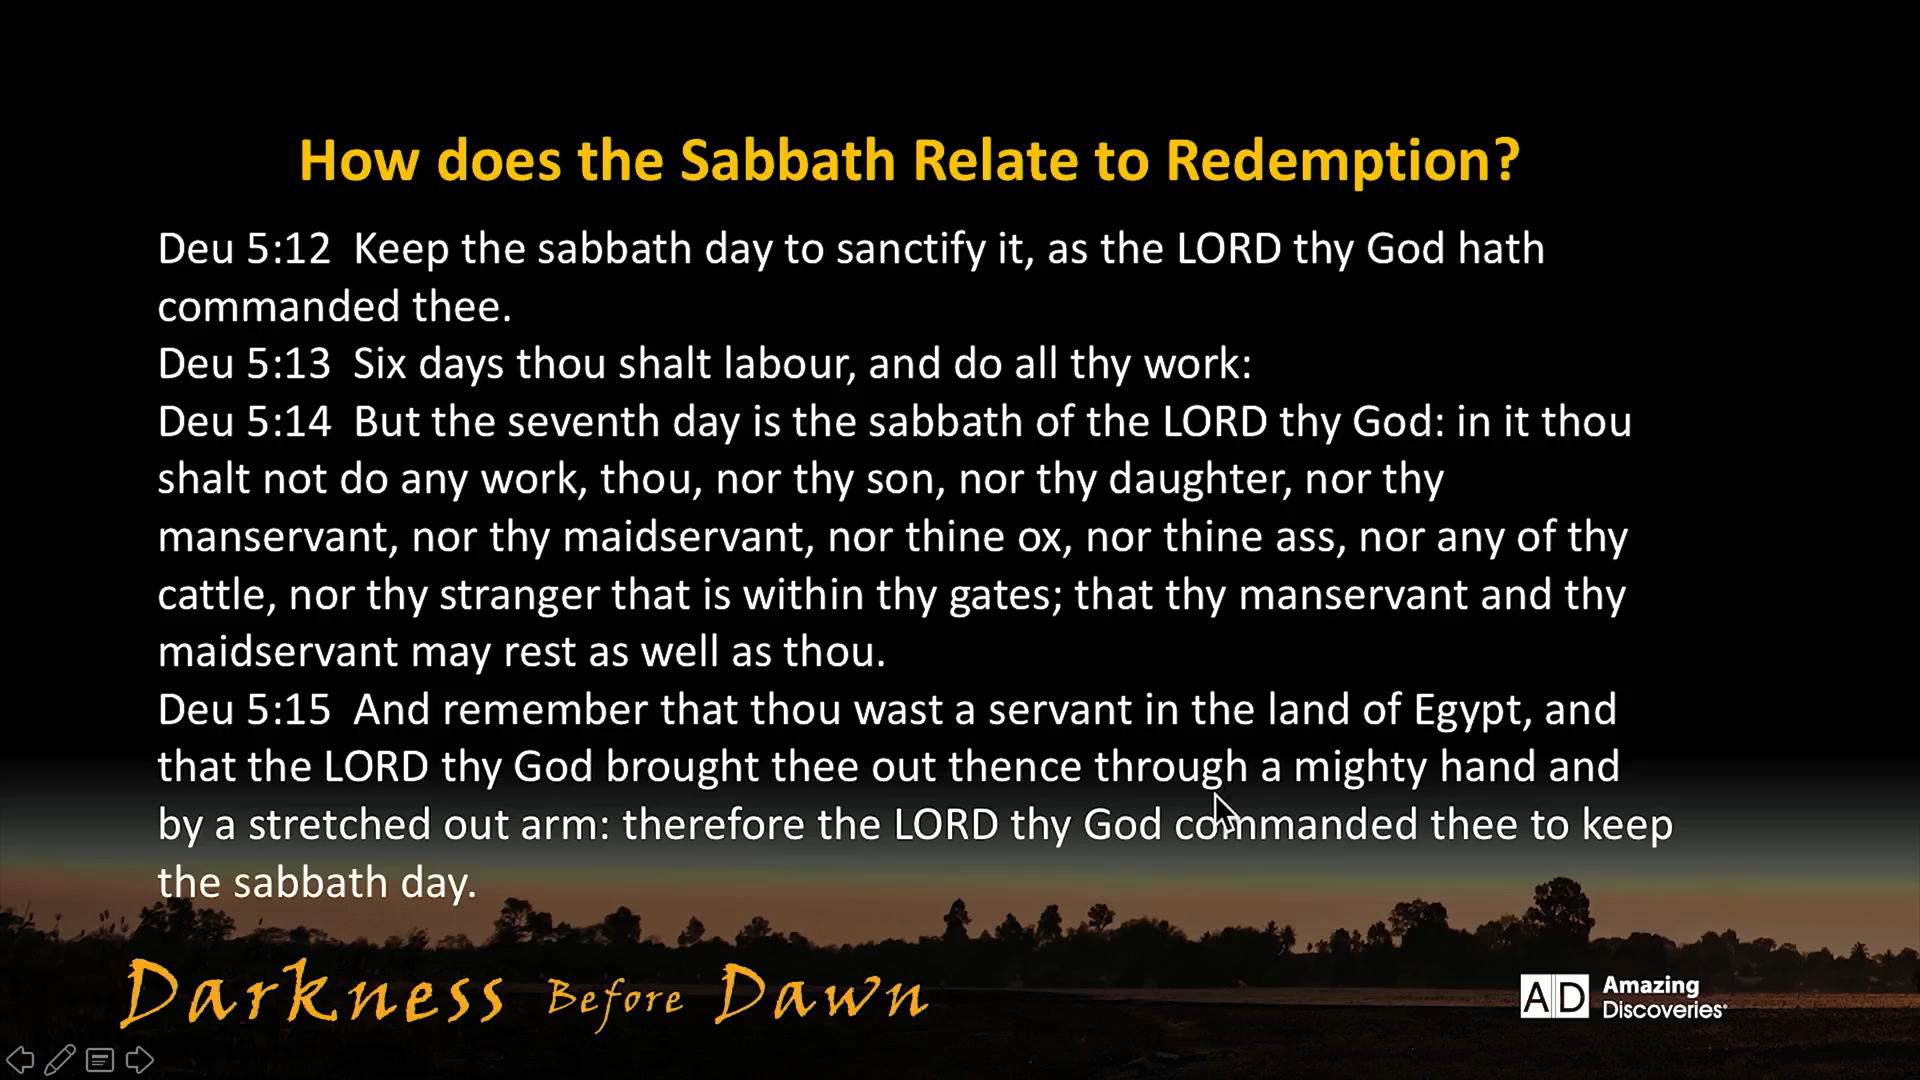 How does the Sabbath Relate to Redemption?
Deu 5:12  Keep the sabbath day to sanctify it, as the LORD thy God hath
commanded thee.
Deu 5:13  Six days thou shalt labour, and do all thy work:
Deu 5:14  But the seventh day is the sabbath of the LORD thy God: in it thou
shalt not do any work, thou, nor thy son, nor thy daughter, nor thy
manservant, nor thy maidservant, nor thine ox, nor thine ass, nor any of thy
cattle, nor thy stranger that is within thy gates; that thy manservant and thy
maidservant may rest as well as thou.
Deu 5:15  And remember that thou wast a servant in the land of Egypt, and
that the LORD thy God brought thee out thence through a mighty hand and
by a stretched out arm: therefore the LORD thy God commanded thee to keep
the sabbath day.
Darkness Before Dawn
AD Amazing
Discoveries